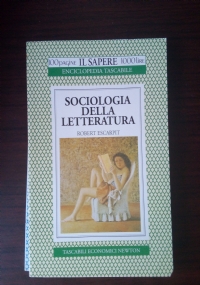 100 pagine IL SAPERE 1000 lire
ENCICLOPEDIA TASCABILE
SOCIOLOGIA
DELLA
LETTERATURA
ROBERT ESCARPIT
TASCABILI ECONOMICI NEWTON